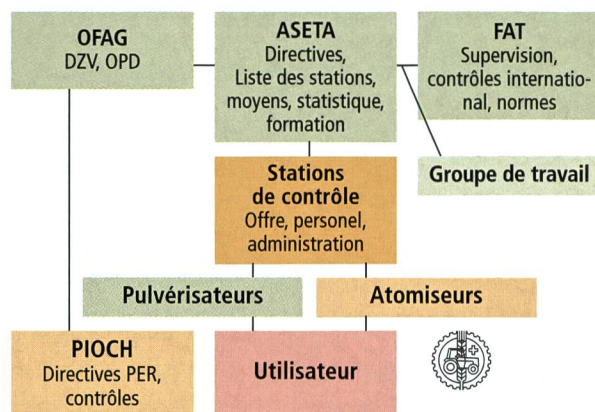 OFAG
DZV, OPD
ASETA
Directives,
Liste des stations,
moyens, statistique,
formation
FAT
Supervision,
contrôles internatio-
nal, normes
Groupe de travail
Stations
de contrôle
Offre, personel,
administration
Pulvérisateurs
Atomiseurs
PIOCH
Directives PER,
contrôles
Utilisateur